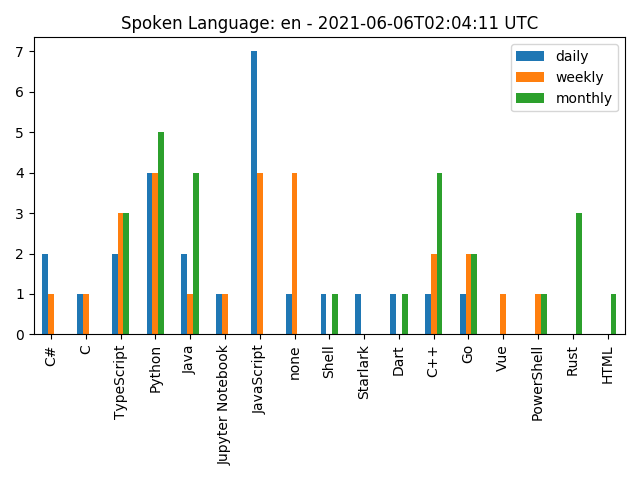 Spoken Language: en - 2021-06-06T02:04:11 UTC
daily
weekly
monthly
7
6
5
4
3
2
1
0
C#
C
TypeScript
Python
Java
Jupyter Notebook
JavaScript
none
Shell
Starlark
Dart
C++
Go
Vue
PowerShell
Rust
HTML